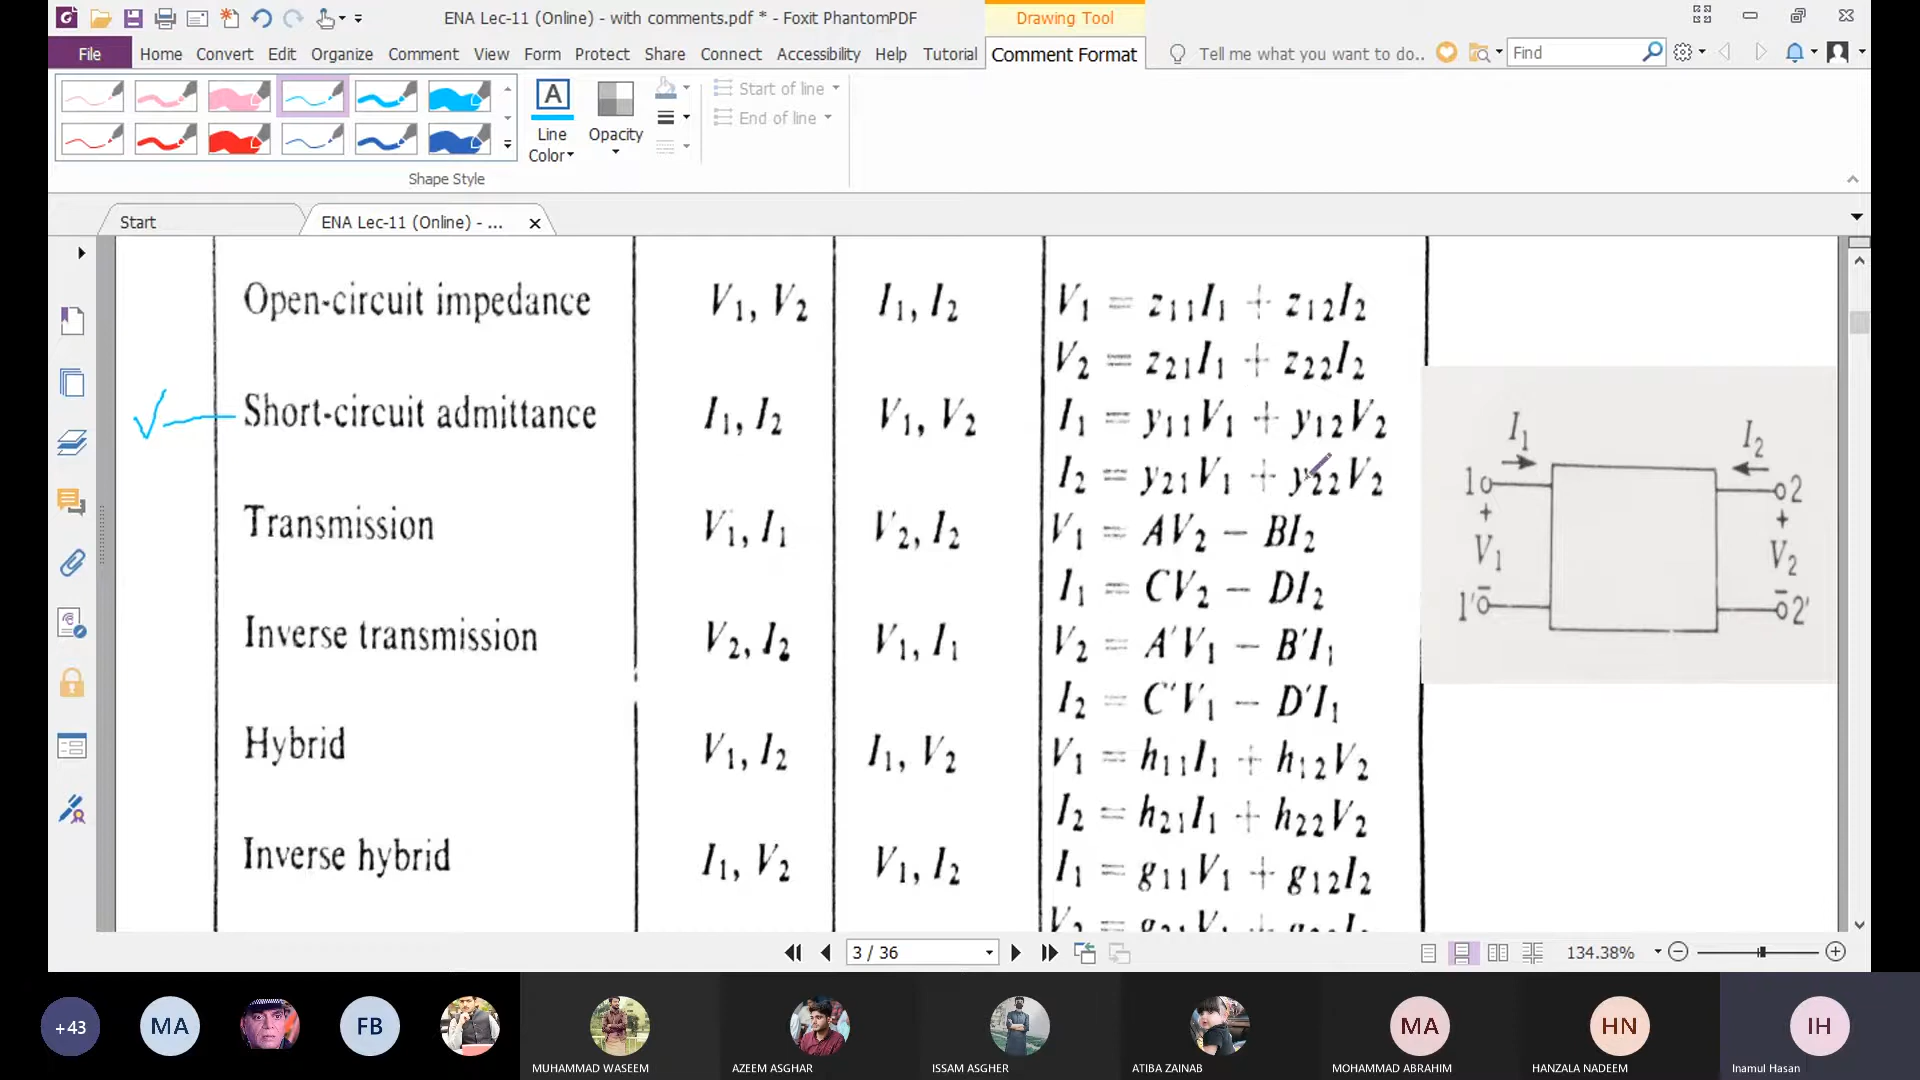 ENA Lec-11 (Online) - with comments.pdf * - Foxit PhantomPDF
Drawing Tool
File Home Convert Edit Organize Comment View Form Protect Share Connect Accessibility Help Tutorial Comment Format Tell me what you want to do.. Find
A
Line Color
Opacity
Start of line
End of line
Shape Style
Start
ENA Lec-11 (Online) - ...
Open-circuit impedance V₁, V₂ I₁, I₂ V₁ = z₁₁I₁ + z₁₂I₂
V₂ = z₂₁I₁ + z₂₂I₂
Short-circuit admittance I₁, I₂ V₁, V₂ I₁ = y₁₁V₁ + y₁₂V₂
I₂ = y₂₁V₁ + y₂₂V₂
Transmission V₁, I₁ V₂, I₂ V₁ = AV₂ − BI₂
I₁ = CV₂ − DI₂
Inverse transmission V₂, I₂ V₁, I₁ V₂ = A′V₁ − B′I₁
I₂ = C′V₁ − D′I₁
Hybrid V₁, I₂ I₁, V₂ V₁ = h₁₁I₁ + h₁₂V₂
I₂ = h₂₁I₁ + h₂₂V₂
Inverse hybrid I₁, V₂ V₁, I₂ I₁ = g₁₁V₁ + g₁₂I₂
I₁ I₂
1 2
+ +
V₁ V₂
1′ − − 2′
3 / 36
134.38%
+43 MA FB MA HN IH
MUHAMMAD WASEEM AZEEM ASGHAR ISSAM ASGHER ATIBA ZAINAB MOHAMMAD ABRAHIM HANZALA NADEEM Inamul Hasan